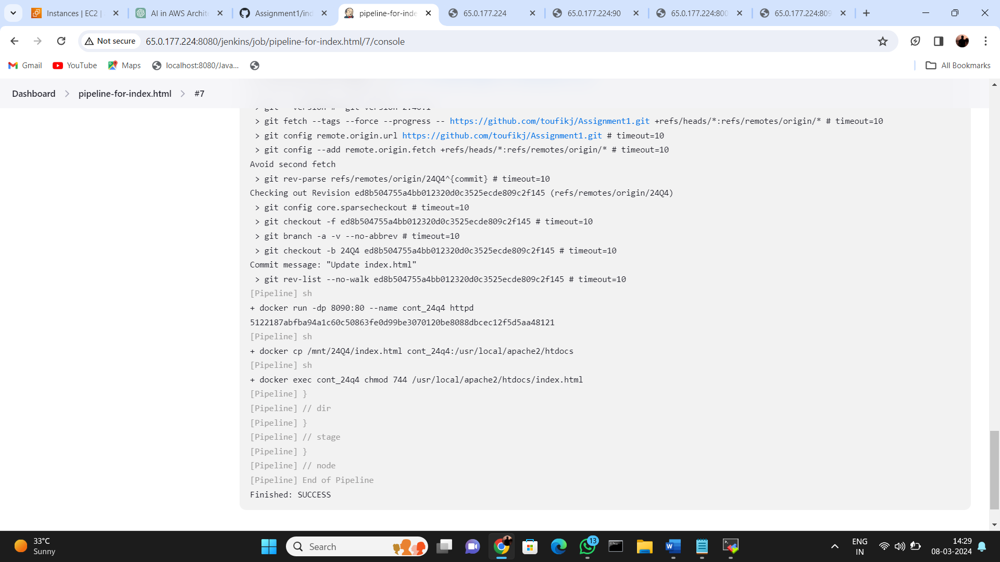 Instances | EC2 |
AI in AWS Archite
Assignment1/ind
pipeline-for-inde
65.0.177.224
65.0.177.224:90
65.0.177.224:800
65.0.177.224:809
Not secure
65.0.177.224:8080/jenkins/job/pipeline-for-index.html/7/console
Gmail
YouTube
Maps
localhost:8080/Java...
All Bookmarks
Dashboard
pipeline-for-index.html
#7
> git fetch --tags --force --progress -- https://github.com/toufikj/Assignment1.git +refs/heads/*:refs/remotes/origin/* # timeout=10
> git config remote.origin.url https://github.com/toufikj/Assignment1.git # timeout=10
> git config --add remote.origin.fetch +refs/heads/*:refs/remotes/origin/* # timeout=10
Avoid second fetch
> git rev-parse refs/remotes/origin/24Q4^{commit} # timeout=10
Checking out Revision ed8b504755a4bb012320d0c3525ecde809c2f145 (refs/remotes/origin/24Q4)
> git config core.sparsecheckout # timeout=10
> git checkout -f ed8b504755a4bb012320d0c3525ecde809c2f145 # timeout=10
> git branch -a -v --no-abbrev # timeout=10
> git checkout -b 24Q4 ed8b504755a4bb012320d0c3525ecde809c2f145 # timeout=10
Commit message: "Update index.html"
> git rev-list --no-walk ed8b504755a4bb012320d0c3525ecde809c2f145 # timeout=10
[Pipeline] sh
+ docker run -dp 8090:80 --name cont_24q4 httpd
5122187abfba94a1c60c50863fe0d99be3070120be8088dbcec12f5d5aa48121
[Pipeline] sh
+ docker cp /mnt/24Q4/index.html cont_24q4:/usr/local/apache2/htdocs
[Pipeline] sh
+ docker exec cont_24q4 chmod 744 /usr/local/apache2/htdocs/index.html
[Pipeline] }
[Pipeline] // dir
[Pipeline] }
[Pipeline] // stage
[Pipeline] }
[Pipeline] // node
[Pipeline] End of Pipeline
Finished: SUCCESS
33°C
Sunny
Search
13
ENG
IN
14:29
08-03-2024